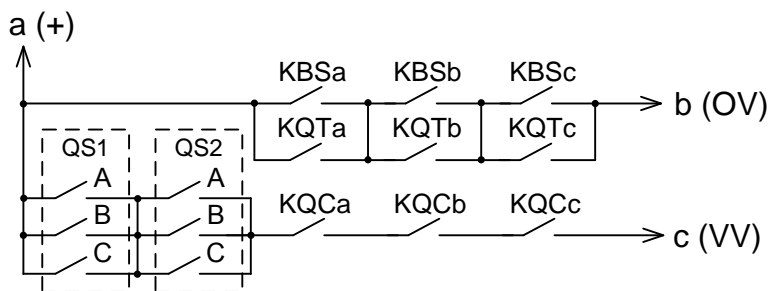 a (+)
KBSa KBSb KBSc
b (OV)
KQTa KQTb KQTc
QS1 QS2
A A
KQCa KQCb KQCc
B B
c (VV)
C C